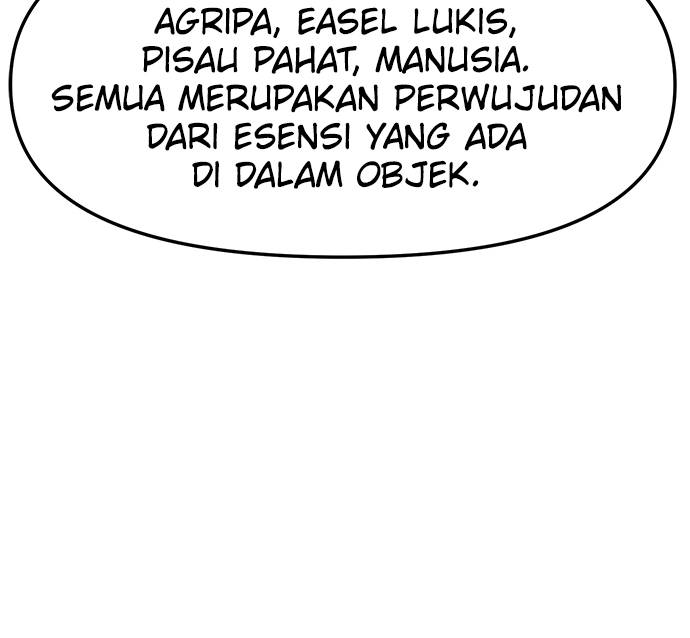 AGRIPA, EASEL LUKIS,
PISAU PAHAT, MANUSIA.
SEMUA MERUPAKAN PERWUJUDAN
DARI ESENSI YANG ADA
DI DALAM OBJEK.